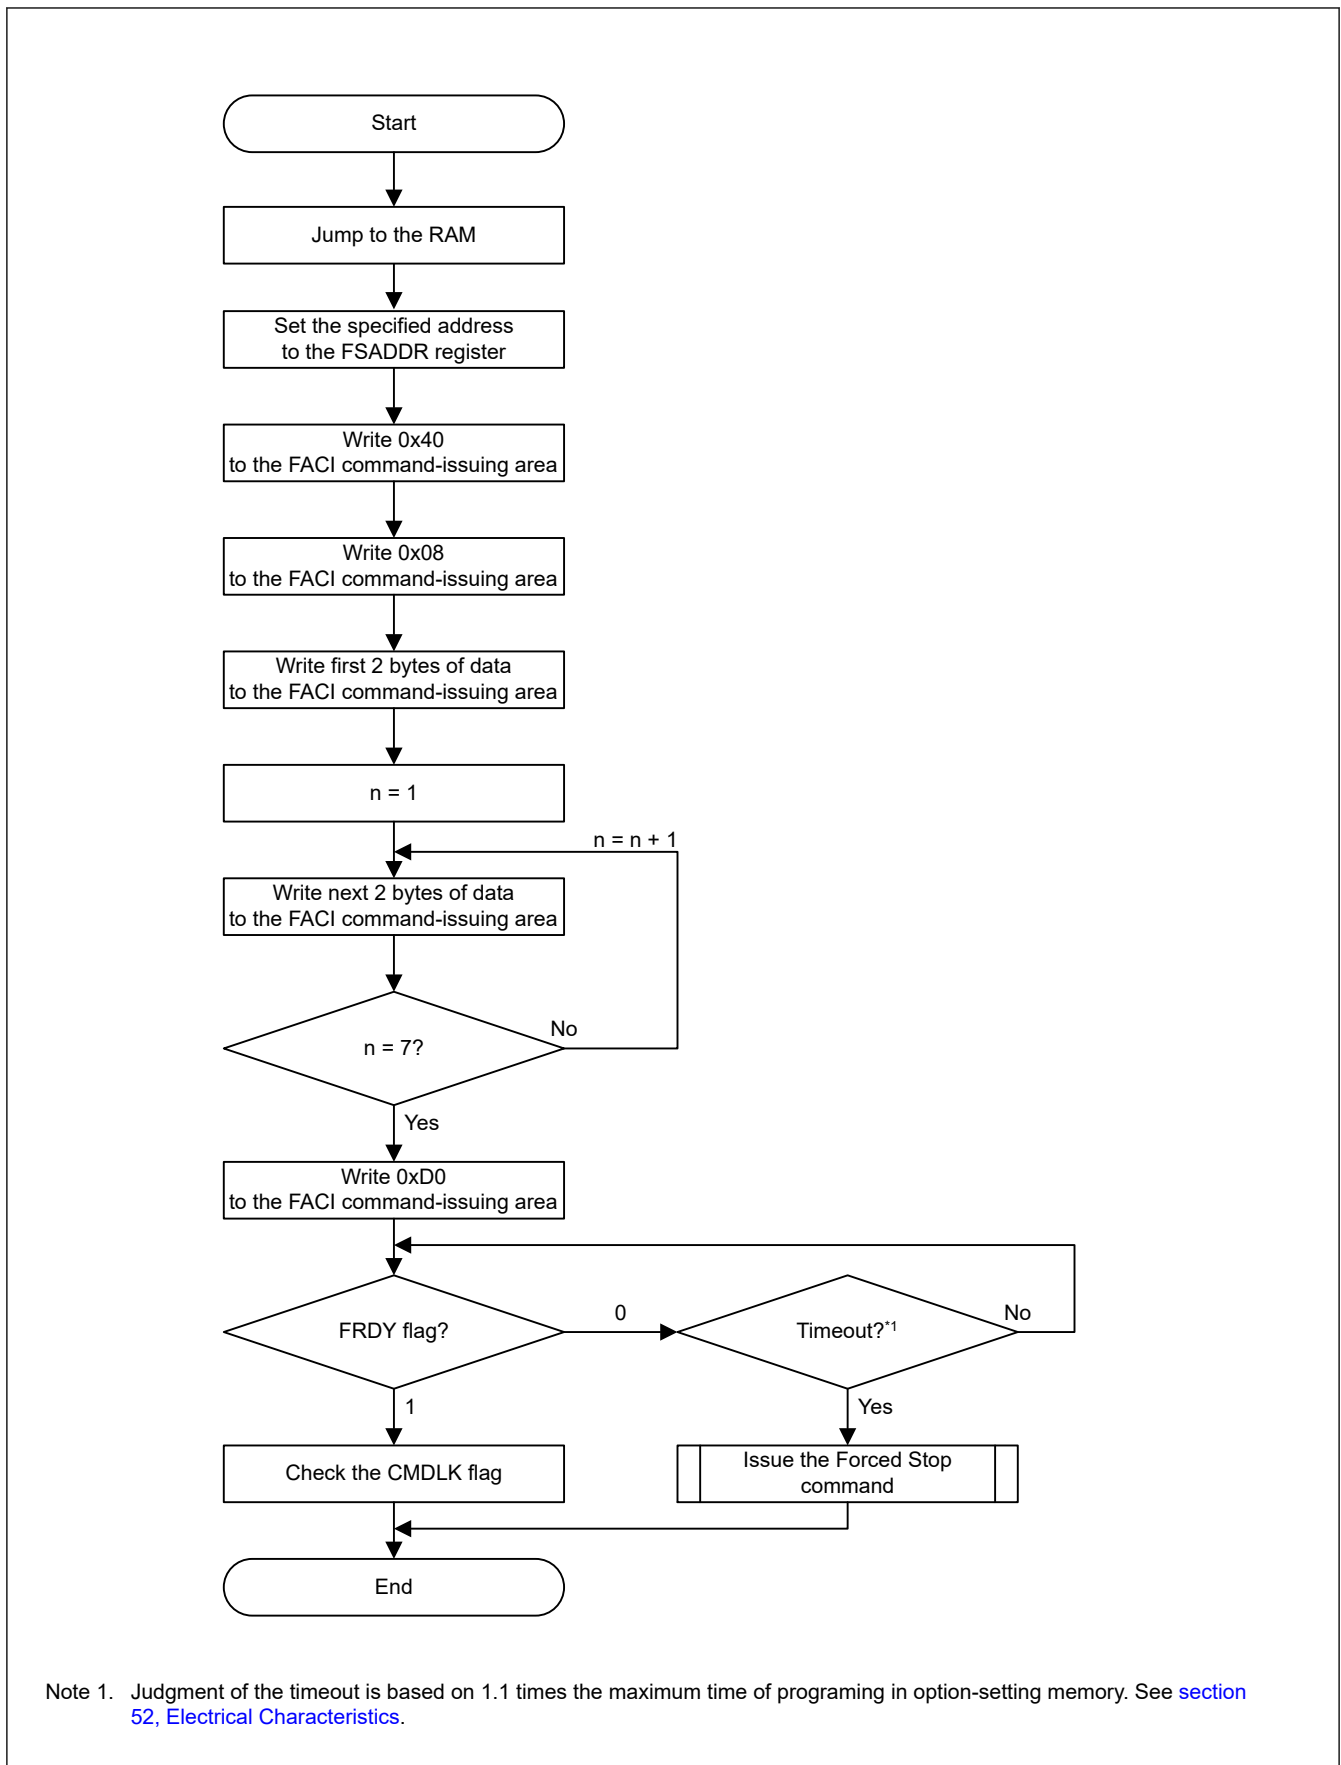 Start
Jump to the RAM
Set the specified address
to the FSADDR register
Write 0x40
to the FACI command-issuing area
Write 0x08
to the FACI command-issuing area
Write first 2 bytes of data
to the FACI command-issuing area
n = 1
n = n + 1
Write next 2 bytes of data
to the FACI command-issuing area
No
n = 7?
Yes
Write 0xD0
to the FACI command-issuing area
FRDY flag?
0
Timeout?*1
No
1
Yes
Check the CMDLK flag
Issue the Forced Stop
command
End
Note 1. Judgment of the timeout is based on 1.1 times the maximum time of programing in option-setting memory. See section
52, Electrical Characteristics.